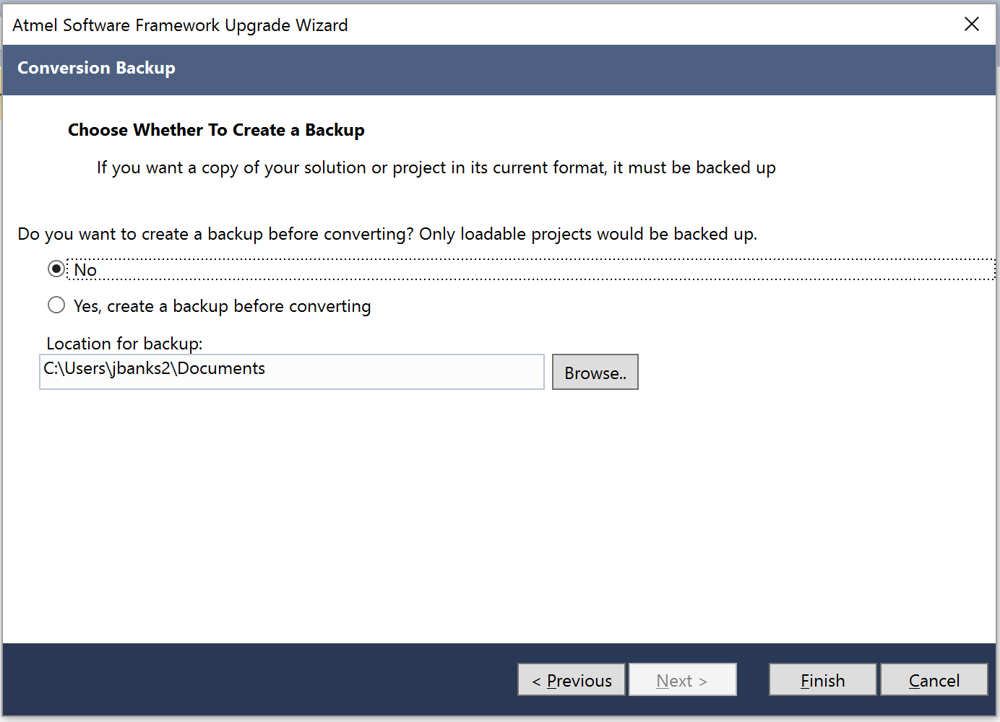 Atmel Software Framework Upgrade Wizard
Conversion Backup
Choose Whether To Create a Backup
If you want a copy of your solution or project in its current format, it must be backed up
Do you want to create a backup before converting? Only loadable projects would be backed up.
No
Yes, create a backup before converting
Location for backup:
C:\Users\jbanks2\Documents
Browse..
< Previous
Next >
Finish
Cancel